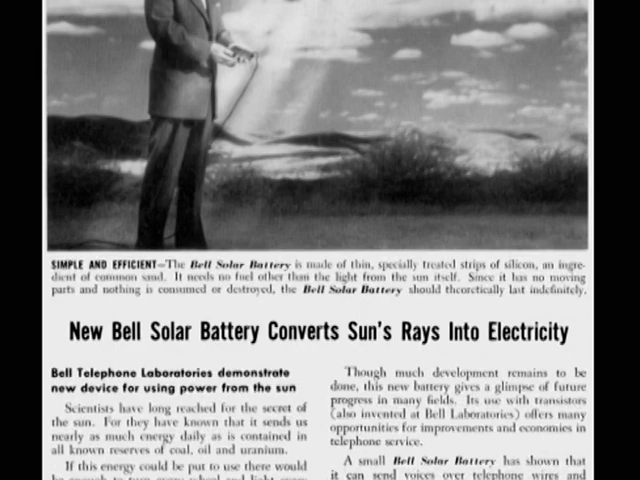 SIMPLE AND EFFICIENT—The Bell Solar Battery is made of thin, specially treated strips of silicon, an ingre-
dient of common sand. It needs no fuel other than the light from the sun itself. Since it has no moving
parts and nothing is consumed or destroyed, the Bell Solar Battery should theoretically last indefinitely.
New Bell Solar Battery Converts Sun's Rays Into Electricity
Bell Telephone Laboratories demonstrate
new device for using power from the sun
Scientists have long reached for the secret of
the sun. For they have known that it sends us
nearly as much energy daily as is contained in
all known reserves of coal, oil and uranium.
If this energy could be put to use there would
be enough to turn every wheel and light every
Though much development remains to be
done, this new battery gives a glimpse of future
progress in many fields. Its use with transistors
(also invented at Bell Laboratories) offers many
opportunities for improvements and economies in
telephone service.
A small Bell Solar Battery has shown that
it can send voices over telephone wires and